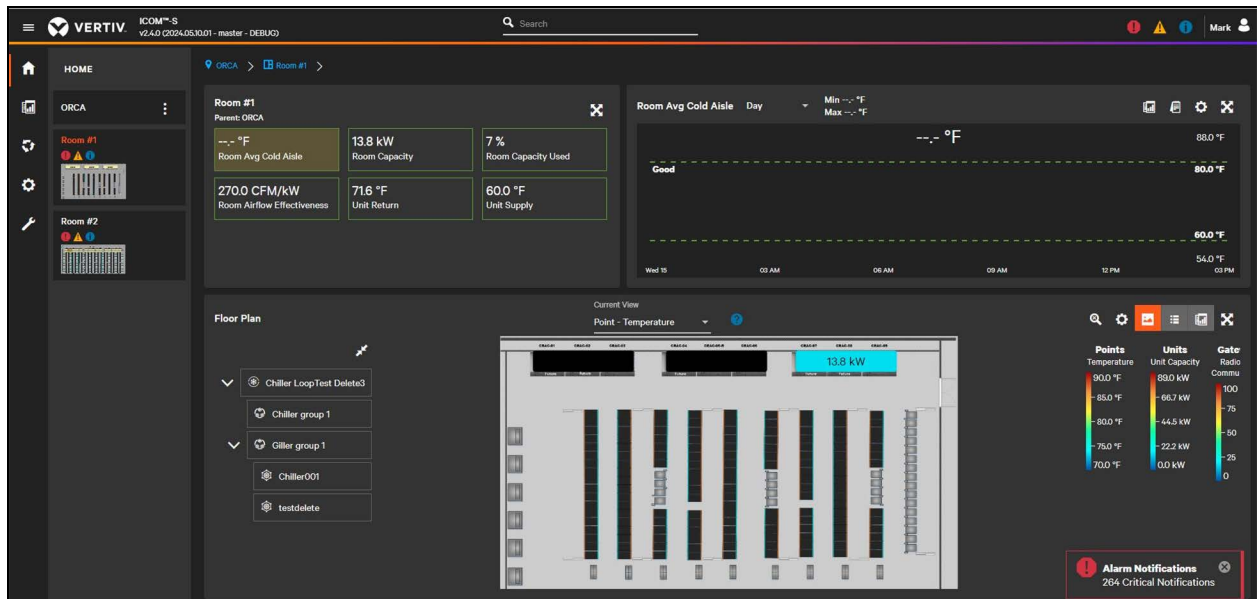 VERTIV.
ICOM™-S
v2.4.0 (2024.05.10.01 - master - DEBUG)
Search
Mark
HOME
ORCA
Room #1
Room #2
ORCA > Room #1 >
Room #1
Parent: ORCA
--.- °F
Room Avg Cold Aisle
13.8 kW
Room Capacity
7 %
Room Capacity Used
270.0 CFM/kW
Room Airflow Effectiveness
71.6 °F
Unit Return
60.0 °F
Unit Supply
Room Avg Cold Aisle
Day
Min --.- °F
Max --.- °F
--.- °F
88.0 °F
Good
80.0 °F
60.0 °F
54.0 °F
Wed 15
03 AM
06 AM
09 AM
12 PM
03 PM
Floor Plan
Current View
Point - Temperature
Chiller LoopTest Delete3
Chiller group 1
Giller group 1
Chiller001
testdelete
13.8 kW
Points
Temperature
90.0 °F
85.0 °F
80.0 °F
75.0 °F
70.0 °F
Units
Unit Capacity
89.0 kW
66.7 kW
44.5 kW
22.2 kW
0.0 kW
Gate
Radio
Commu
100
75
50
25
0
Alarm Notifications
264 Critical Notifications